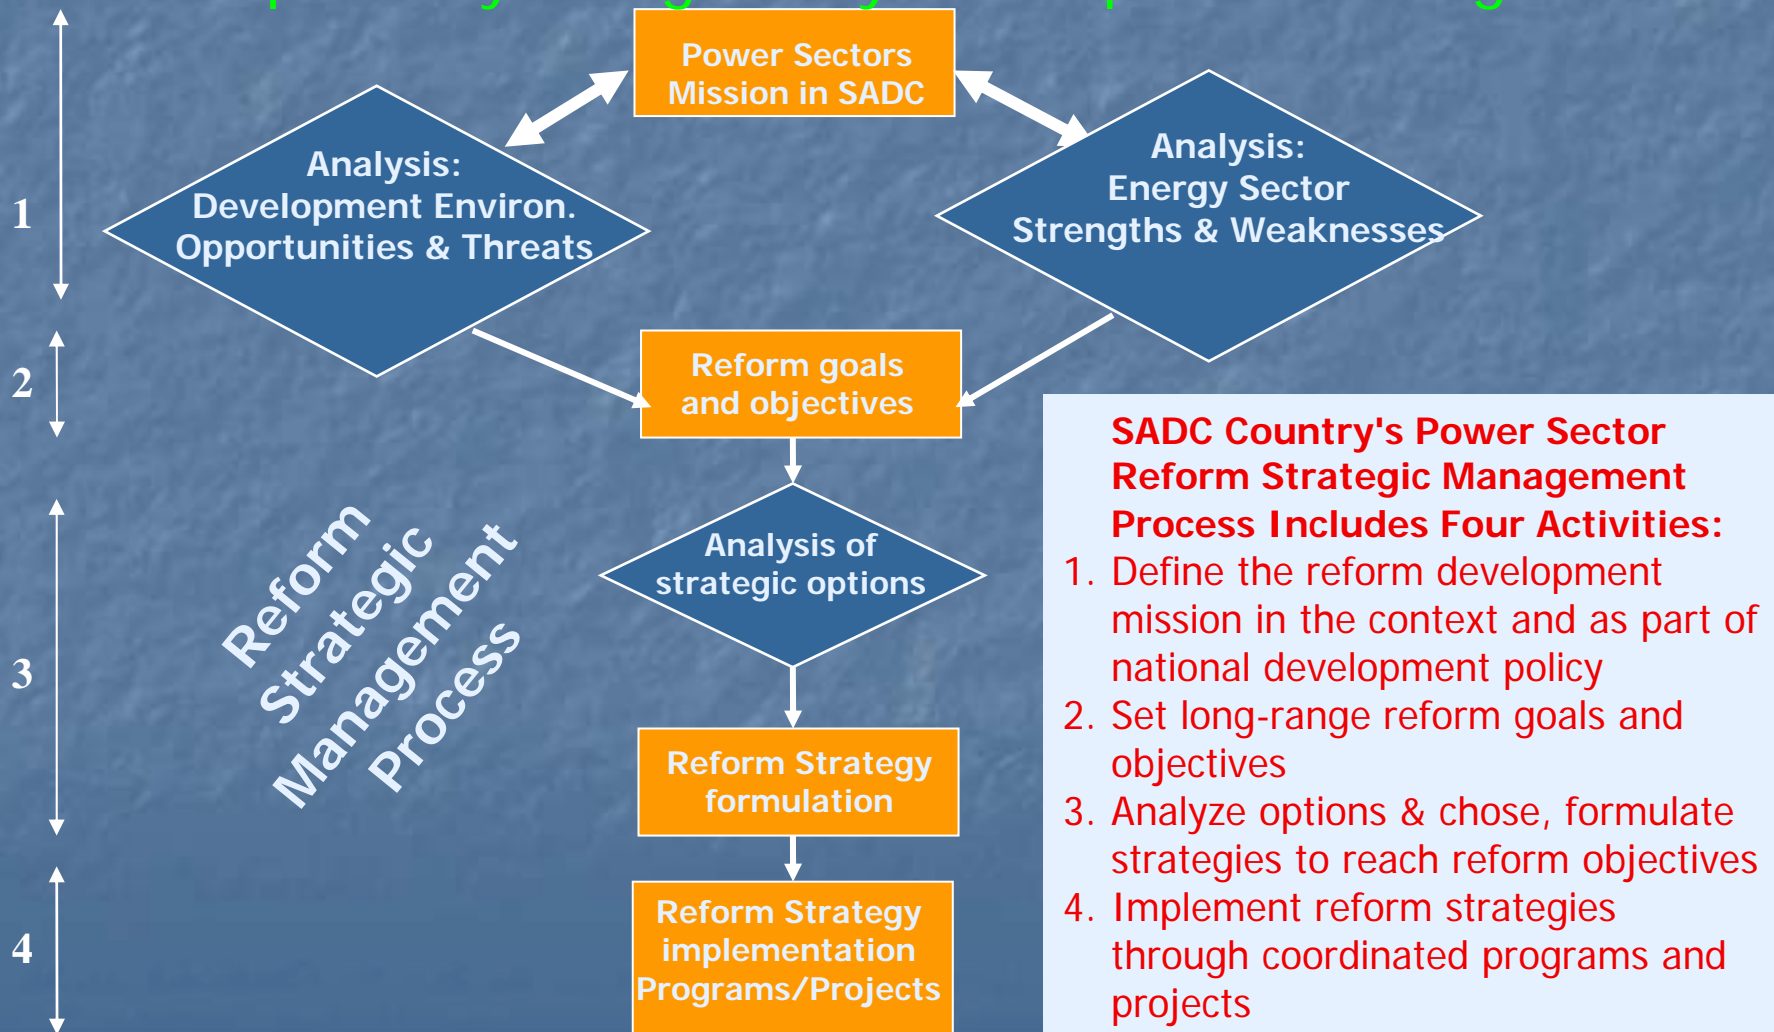 Power Sectors
Mission in SADC
Analysis:
Development Environ.
Opportunities & Threats
Analysis:
Energy Sector
Strengths & Weaknesses
1
Reform goals
and objectives
2
Analysis of
strategic options
Reform
Strategic
Management
Process
3
Reform Strategy
formulation
Reform Strategy
implementation
Programs/Projects
4
SADC Country's Power Sector
Reform Strategic Management
Process Includes Four Activities:
1. Define the reform development
mission in the context and as part of
national development policy
2. Set long-range reform goals and
objectives
3. Analyze options & chose, formulate
strategies to reach reform objectives
4. Implement reform strategies
through coordinated programs and
projects